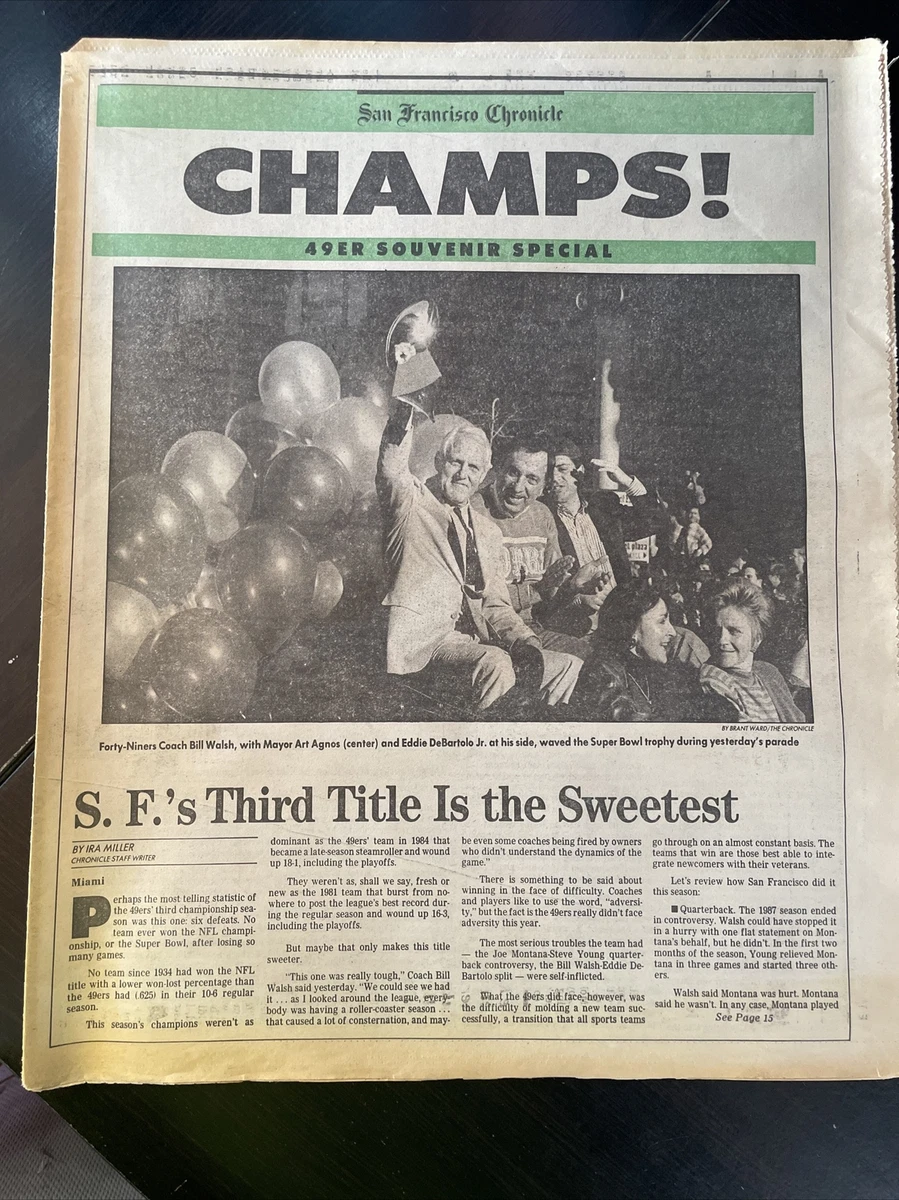 San Francisco Chronicle
CHAMPS!
49ER SOUVENIR SPECIAL
plaza
BY BRANT WARD/THE CHRONICLE
Forty-Niners Coach Bill Walsh, with Mayor Art Agnos (center) and Eddie DeBartolo Jr. at his side, waved the Super Bowl trophy during yesterday's parade
S. F.'s Third Title Is the Sweetest
BY IRA MILLER
CHRONICLE STAFF WRITER
Miami
Perhaps the most telling statistic of
the 49ers' third championship sea-
son was this one: six defeats. No
team ever won the NFL champi-
onship, or the Super Bowl, after losing so
many games.
No team since 1934 had won the NFL
title with a lower won-lost percentage than
the 49ers had (.625) in their 10-6 regular
season.
This season's champions weren't as
dominant as the 49ers' team in 1984 that
became a late-season steamroller and wound
up 18-1, including the playoffs.
They weren't as, shall we say, fresh or
new as the 1981 team that burst from no-
where to post the league's best record dur-
ing the regular season and wound up 16-3,
including the playoffs.
But maybe that only makes this title
sweeter.
"This one was really tough," Coach Bill
Walsh said yesterday. "We could see we had
it . . . as I looked around the league, every-
body was having a roller-coaster season . . .
that caused a lot of consternation, and may-
be even some coaches being fired by owners
who didn't understand the dynamics of the
game."
There is something to be said about
winning in the face of difficulty. Coaches
and players like to use the word, "adversi-
ty," but the fact is the 49ers really didn't face
adversity this year.
The most serious troubles the team had
— the Joe Montana-Steve Young quarter-
back controversy, the Bill Walsh-Eddie De-
Bartolo split — were self-inflicted.
What the 49ers did face, however, was
the difficulty of molding a new team suc-
cessfully, a transition that all sports teams
go through on an almost constant basis. The
teams that win are those best able to inte-
grate newcomers with their veterans.
Let's review how San Francisco did it
this season:
■ Quarterback. The 1987 season ended
in controversy. Walsh could have stopped it
in a hurry with one flat statement on Mon-
tana's behalf, but he didn't. In the first two
months of the season, Young relieved Mon-
tana in three games and started three oth-
ers.
Walsh said Montana was hurt. Montana
said he wasn't. In any case, Montana played
See Page 15